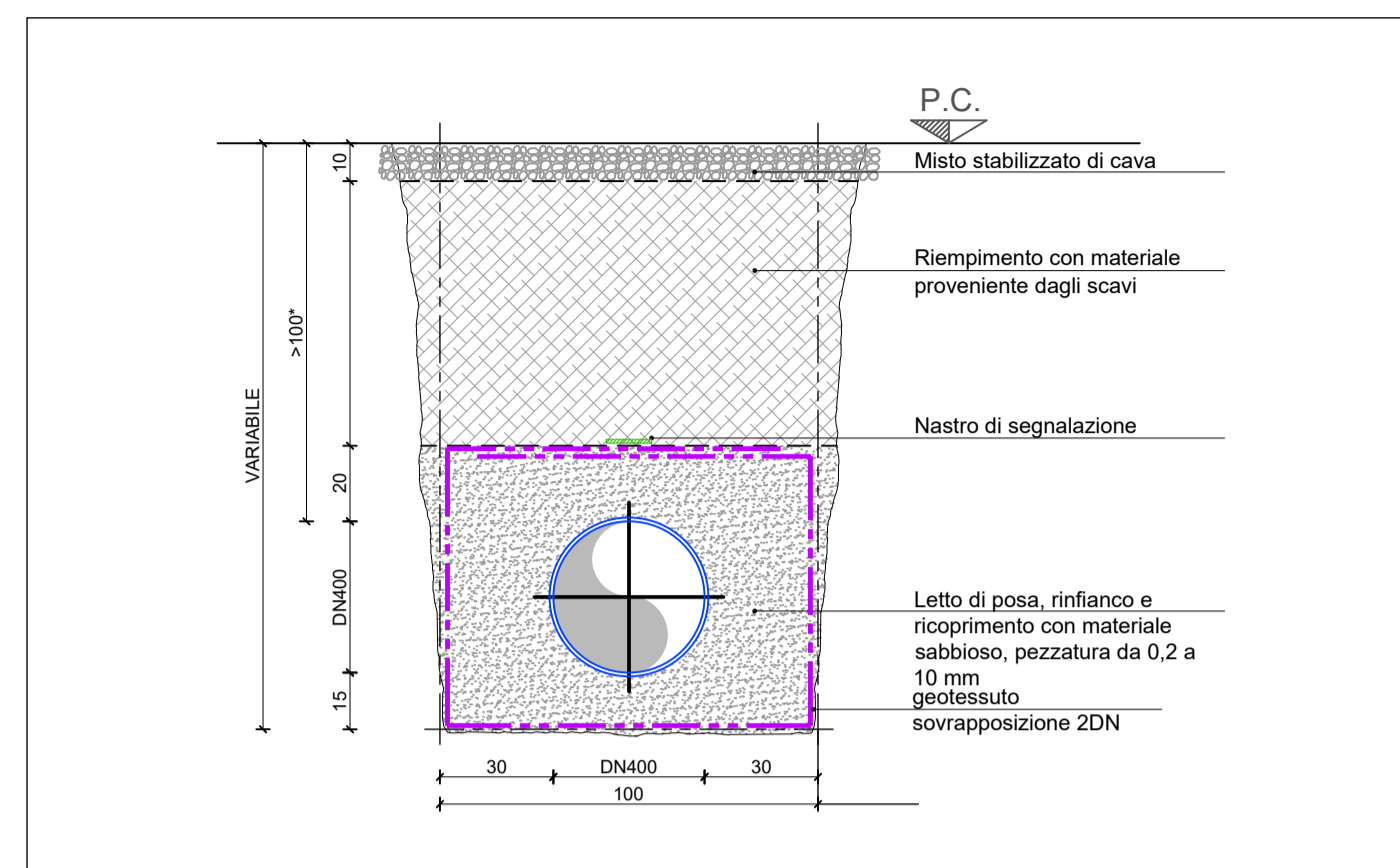 P.C.
Misto stabilizzato di cava
10
Riempimento con materiale
proveniente dagli scavi
>100*
VARIABILE
Nastro di segnalazione
20
DN400
Letto di posa, rinfianco e
ricoprimento con materiale
sabbioso, pezzatura da 0,2 a
10 mm
geotessuto
sovrapposizione 2DN
15
30 DN400 30
100